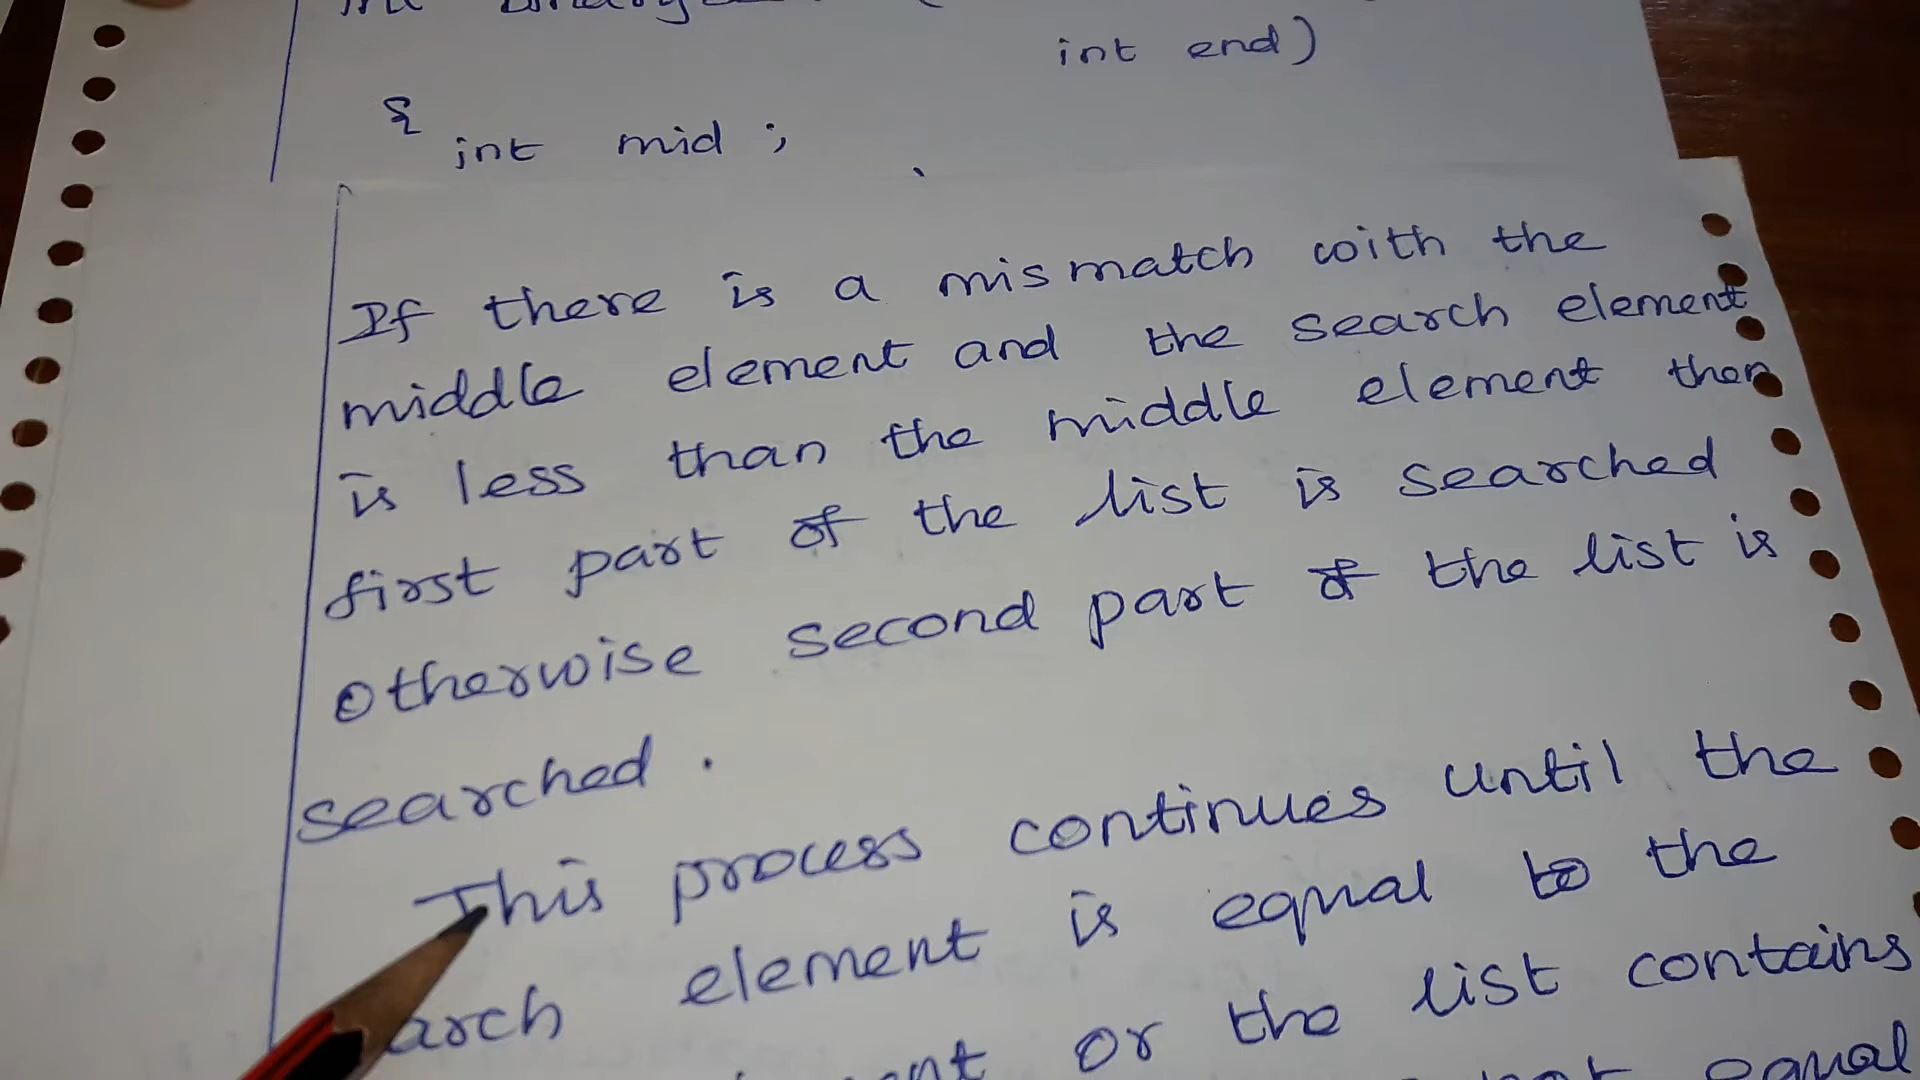 int
int end)
{
int mid ;
If there is a mismatch with the
middle element and the search element
is less than the middle element then
first part of the list is searched
otherwise second part of the list is
searched .
This process continues until the
element is equal to the
or the list contains
equal